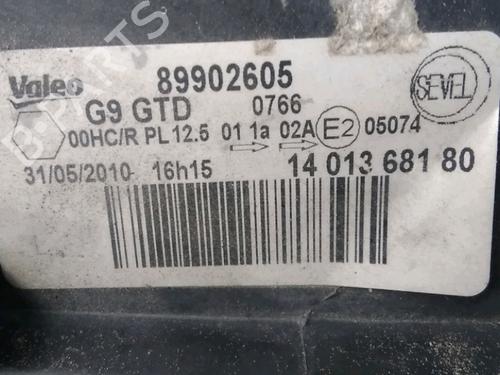 Valeo 89902605
SEVEL
G9 GTD 0766
00HC/R PL 12.5 01 1a 02A E2 05074
31/05/2010- 16h15 14 013 681 80
B-PARTS